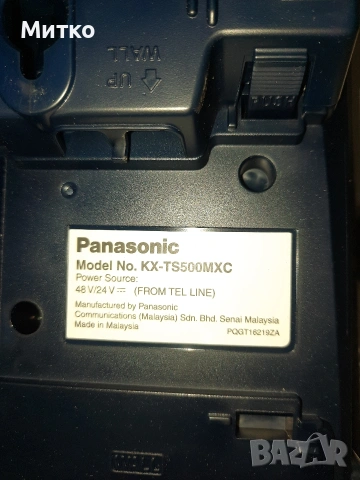 Митко
UP
WALL
Panasonic
Model No. KX-TS500MXC
Power Source:
48 V/24 V ⎓ (FROM TEL LINE)
Manufactured by Panasonic
Communications (Malaysia) Sdn. Bhd. Senai Malaysia
Made in Malaysia
PQGT16219ZA
BAZAR